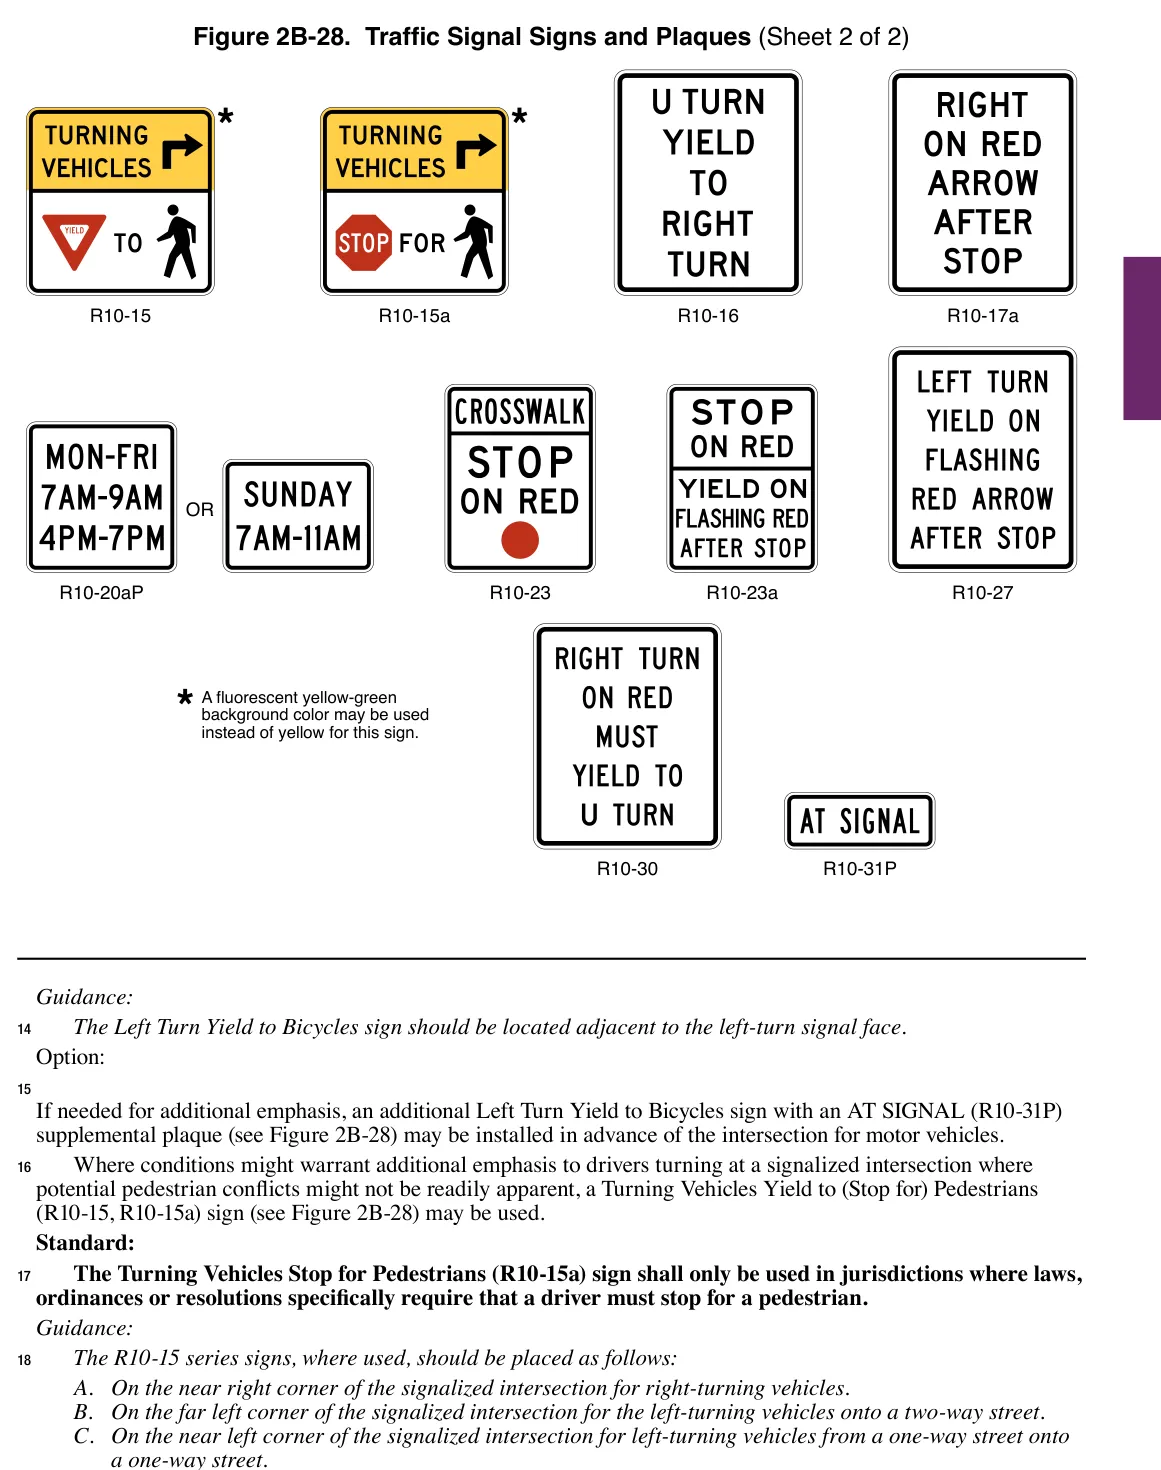 Figure 2B-28. Traffic Signal Signs and Plaques (Sheet 2 of 2)
TURNING
VEHICLES
YIELD
TO
*
R10-15
TURNING
VEHICLES
STOP FOR
*
R10-15a
U TURN
YIELD
TO
RIGHT
TURN
R10-16
RIGHT
ON RED
ARROW
AFTER
STOP
R10-17a
MON-FRI
7AM-9AM
4PM-7PM
OR
SUNDAY
7AM-11AM
R10-20aP
CROSSWALK
STOP
ON RED
R10-23
STOP
ON RED
YIELD ON
FLASHING RED
AFTER STOP
R10-23a
LEFT TURN
YIELD ON
FLASHING
RED ARROW
AFTER STOP
R10-27
* A fluorescent yellow-green
background color may be used
instead of yellow for this sign.
RIGHT TURN
ON RED
MUST
YIELD TO
U TURN
R10-30
AT SIGNAL
R10-31P
Guidance:
14 The Left Turn Yield to Bicycles sign should be located adjacent to the left-turn signal face.
Option:
15
If needed for additional emphasis, an additional Left Turn Yield to Bicycles sign with an AT SIGNAL (R10-31P)
supplemental plaque (see Figure 2B-28) may be installed in advance of the intersection for motor vehicles.
16 Where conditions might warrant additional emphasis to drivers turning at a signalized intersection where
potential pedestrian conflicts might not be readily apparent, a Turning Vehicles Yield to (Stop for) Pedestrians
(R10-15, R10-15a) sign (see Figure 2B-28) may be used.
Standard:
17 The Turning Vehicles Stop for Pedestrians (R10-15a) sign shall only be used in jurisdictions where laws,
ordinances or resolutions specifically require that a driver must stop for a pedestrian.
Guidance:
18 The R10-15 series signs, where used, should be placed as follows:
A. On the near right corner of the signalized intersection for right-turning vehicles.
B. On the far left corner of the signalized intersection for the left-turning vehicles onto a two-way street.
C. On the near left corner of the signalized intersection for left-turning vehicles from a one-way street onto
a one-way street.